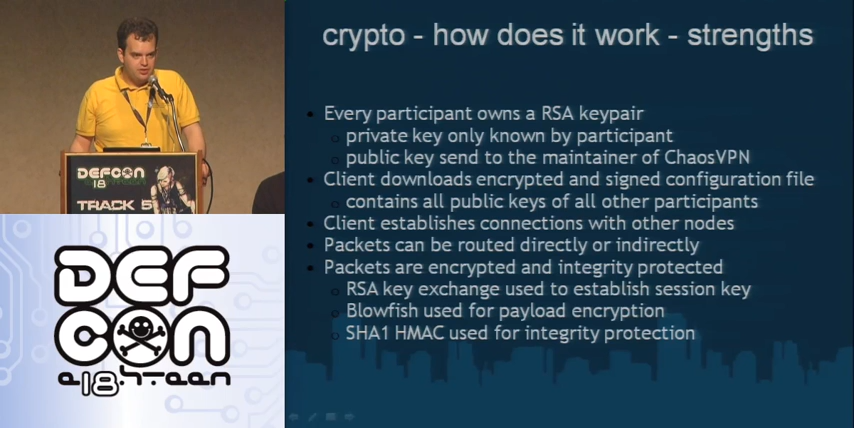 crypto - how does it work - strengths
Every participant owns a RSA keypair
private key only known by participant
public key send to the maintainer of ChaosVPN
Client downloads encrypted and signed configuration file
contains all public keys of all other participants
Client establishes connections with other nodes
Packets can be routed directly or indirectly
Packets are encrypted and integrity protected
RSA key exchange used to establish session key
Blowfish used for payload encryption
SHA1 HMAC used for integrity protection
DEFCON
18
TRACK 5
DEF
CON
e18hteen